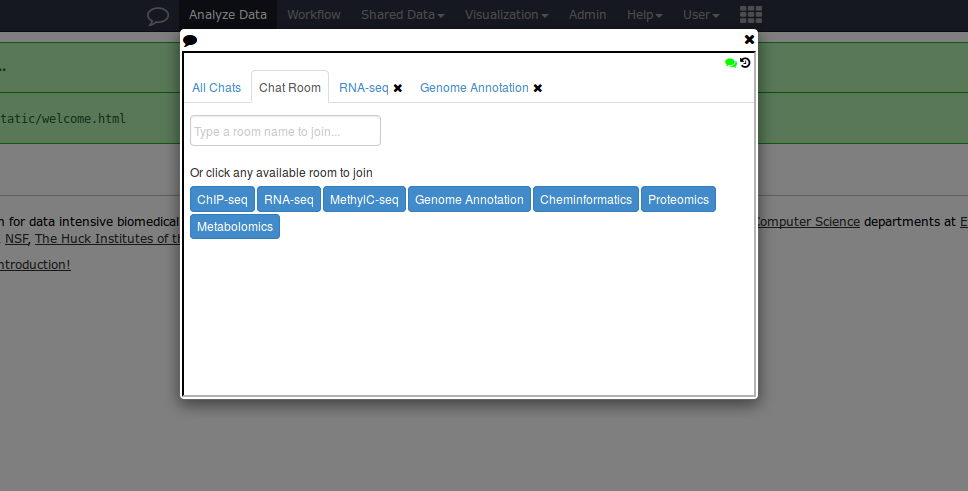 Analyze Data Workflow Shared Data Visualization Admin Help User
..
tatic/welcome.html
All Chats Chat Room RNA-seq Genome Annotation
Type a room name to join...
Or click any available room to join
ChIP-seq RNA-seq MethylC-seq Genome Annotation Cheminformatics Proteomics
Metabolomics
n for data intensive biomedical Computer Science departments at E
NSF, The Huck Institutes of th
ntroduction!